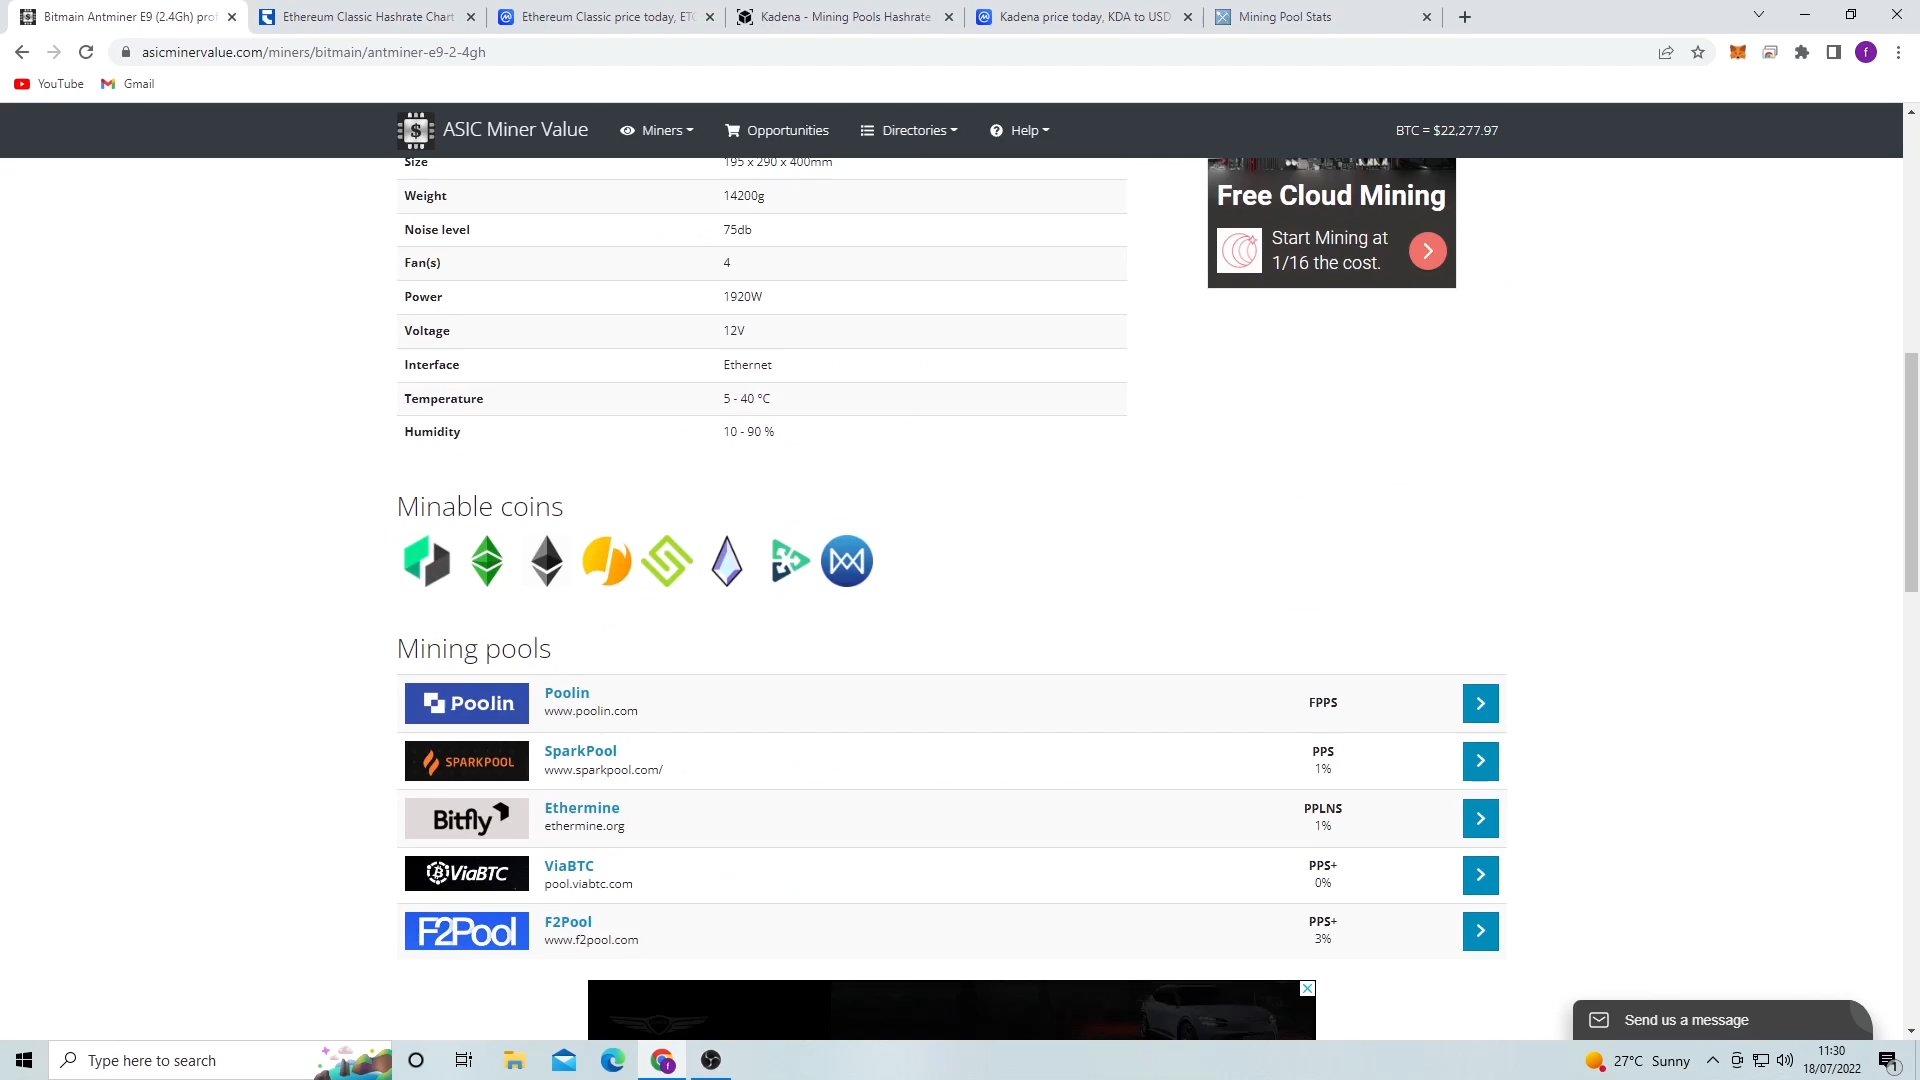 Bitmain Antminer E9 (2.4Gh) prof
Ethereum Classic Hashrate Chart
Ethereum Classic price today, ETC
Kadena - Mining Pools Hashrate
Kadena price today, KDA to USD
Mining Pool Stats
asicminervalue.com/miners/bitmain/antminer-e9-2-4gh
f
YouTube
Gmail
ASIC Miner Value
Miners
Opportunities
Directories
Help
BTC = $22,277.97
Size 195 x 290 x 400mm
Weight 14200g
Noise level 75db
Fan(s) 4
Power 1920W
Voltage 12V
Interface Ethernet
Temperature 5 - 40 °C
Humidity 10 - 90 %
Free Cloud Mining
Start Mining at
1/16 the cost.
Minable coins
Mining pools
Poolin
Poolin
www.poolin.com
FPPS
SPARKPOOL
SparkPool
www.sparkpool.com/
PPS
1%
Bitfly
Ethermine
ethermine.org
PPLNS
1%
ViaBTC
ViaBTC
pool.viabtc.com
PPS+
0%
F2Pool
F2Pool
www.f2pool.com
PPS+
3%
Send us a message
Type here to search
27°C Sunny
11:30
18/07/2022
1